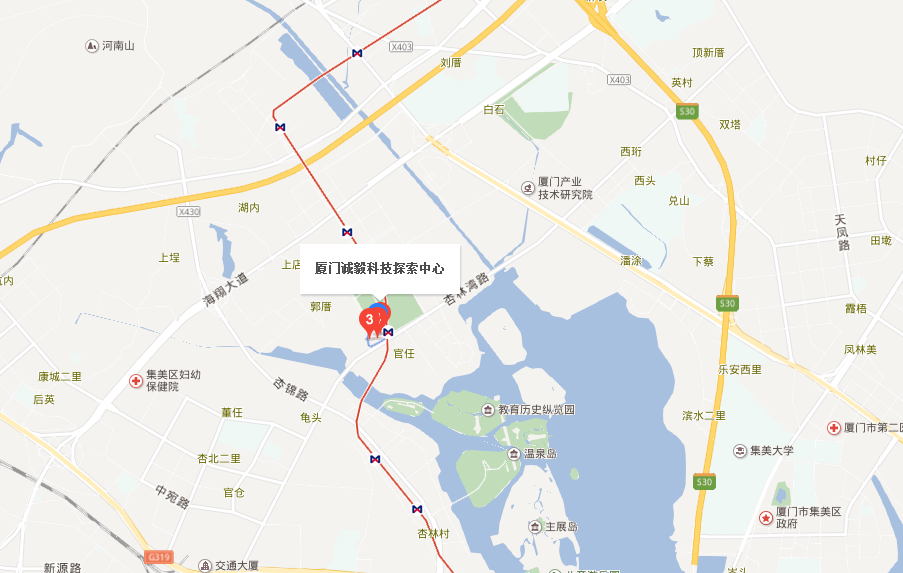 河南山
X403
刘厝
顶新厝
X403
英村
白石
S30
双塔
西珩
村仔
厦门产业
技术研究院
西头
兑山
湖内
X430
天凤路
田墘
上埕
上店
潘涂
下蔡
坑内
厦门诚毅科技探索中心
海翔大道
杏林湾路
郭厝
S30
霞梧
3
官任
凤林美
康城二里
集美区妇幼
保健院
乐安西里
后英
杏锦路
董任
龟头
教育历史纵览园
滨水二里
厦门市第二医
温泉岛
集美大学
杏北二里
中宛路
官仓
S30
厦门市集美区
政府
主展岛
杏林村
G319
新源路
交通大厦
岑头